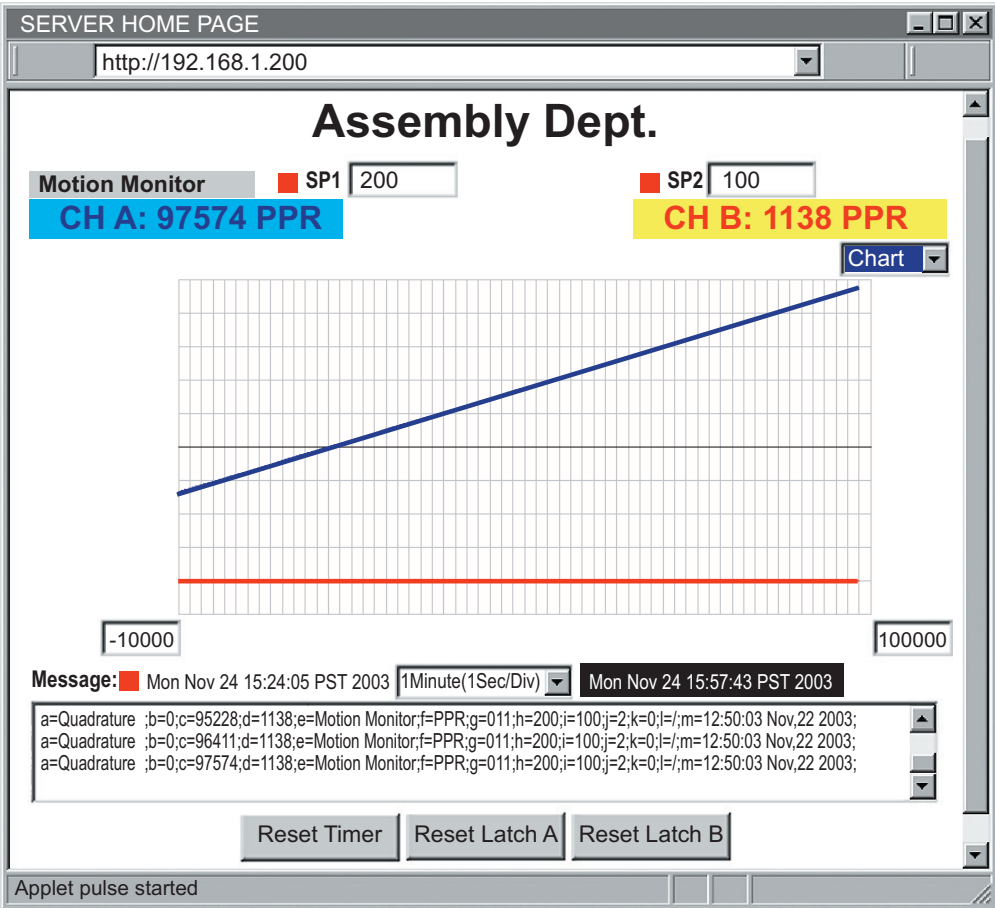 SERVER HOME PAGE
http://192.168.1.200
Assembly Dept.
Motion Monitor
SP1 200
SP2 100
CH A: 97574 PPR
CH B: 1138 PPR
Chart
-10000
100000
Message: Mon Nov 24 15:24:05 PST 2003 1Minute(1Sec/Div) Mon Nov 24 15:57:43 PST 2003
a=Quadrature ;b=0;c=95228;d=1138;e=Motion Monitor;f=PPR;g=011;h=200;i=100;j=2;k=0;l=/;m=12:50:03 Nov,22 2003;
a=Quadrature ;b=0;c=96411;d=1138;e=Motion Monitor;f=PPR;g=011;h=200;i=100;j=2;k=0;l=/;m=12:50:03 Nov,22 2003;
a=Quadrature ;b=0;c=97574;d=1138;e=Motion Monitor;f=PPR;g=011;h=200;i=100;j=2;k=0;l=/;m=12:50:03 Nov,22 2003;
Reset Timer
Reset Latch A
Reset Latch B
Applet pulse started